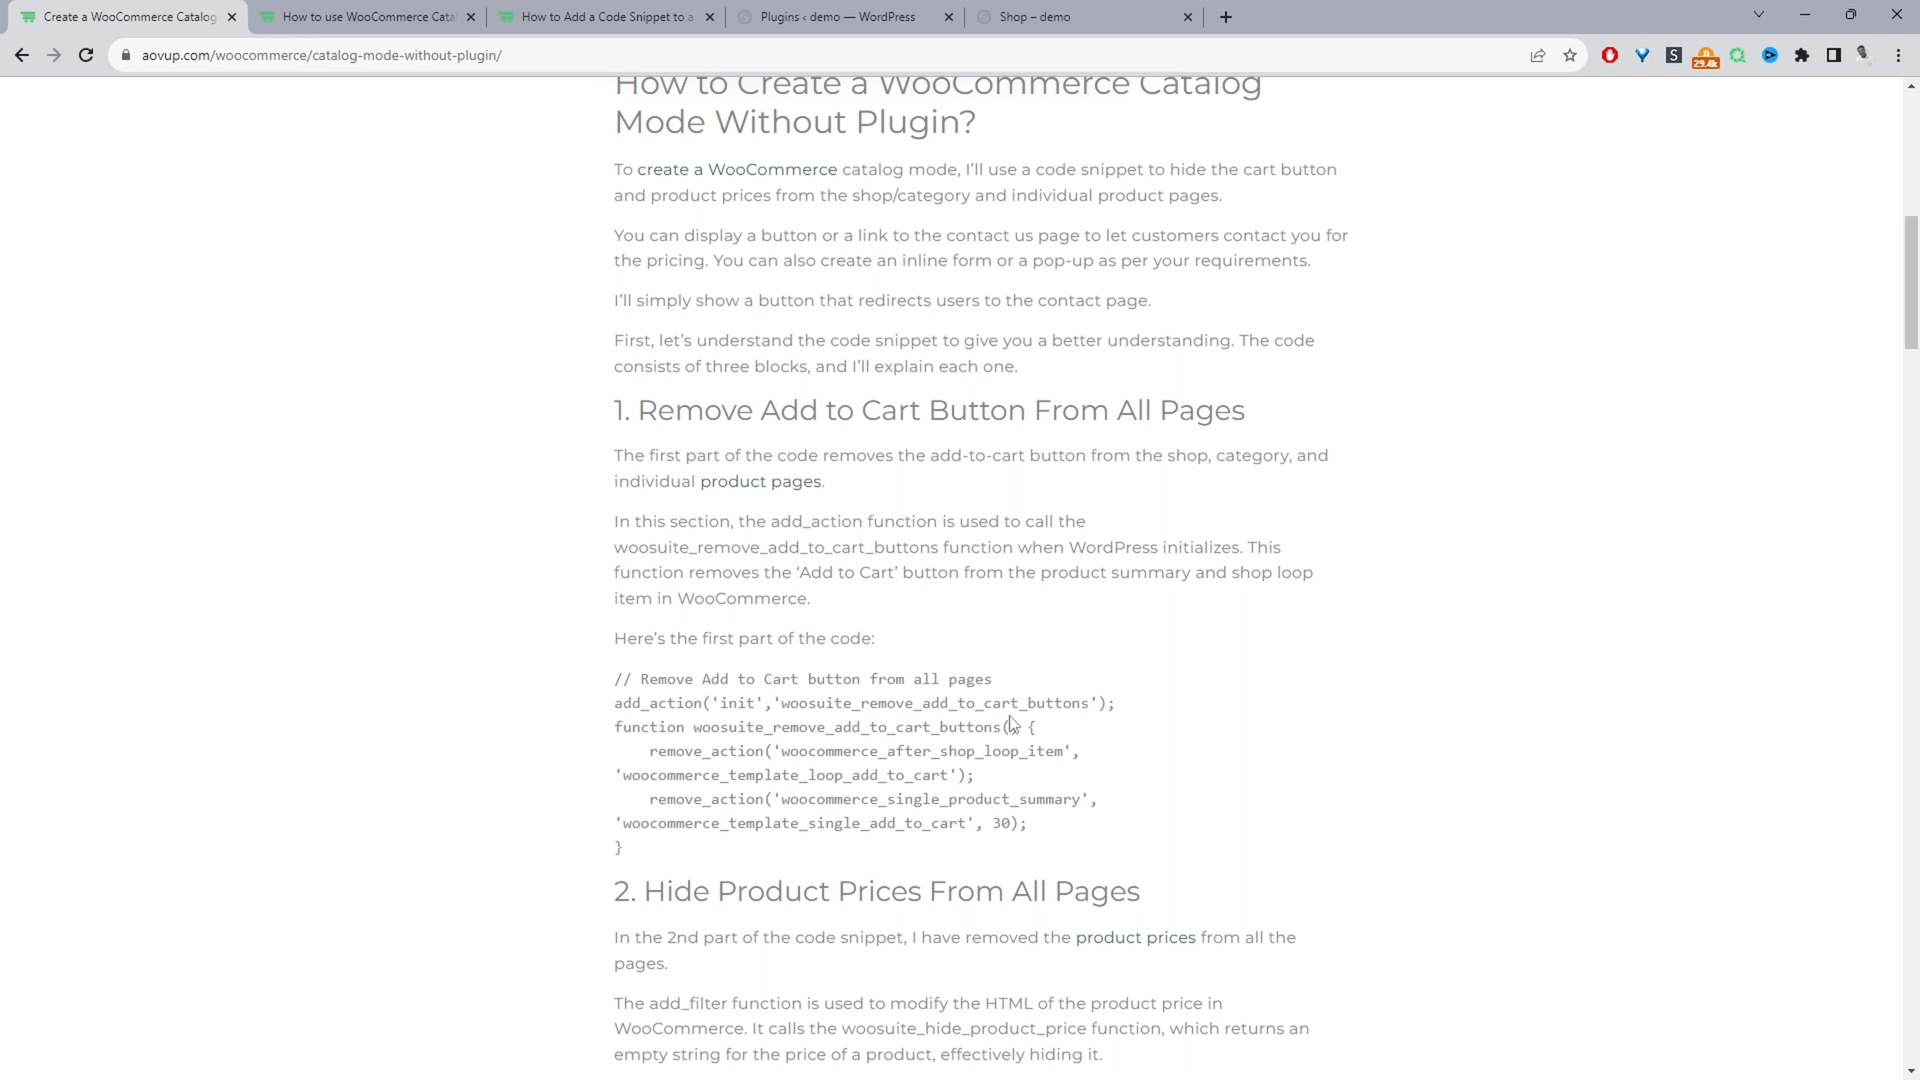 Create a WooCommerce Catalog
How to use WooCommerce Cata
How to Add a Code Snippet to a
Plugins ‹ demo — WordPress
Shop – demo
aovup.com/woocommerce/catalog-mode-without-plugin/
S
29.4k
How to Create a WooCommerce Catalog
Mode Without Plugin?
To create a WooCommerce catalog mode, I’ll use a code snippet to hide the cart button
and product prices from the shop/category and individual product pages.
You can display a button or a link to the contact us page to let customers contact you for
the pricing. You can also create an inline form or a pop-up as per your requirements.
I’ll simply show a button that redirects users to the contact page.
First, let’s understand the code snippet to give you a better understanding. The code
consists of three blocks, and I’ll explain each one.
1. Remove Add to Cart Button From All Pages
The first part of the code removes the add-to-cart button from the shop, category, and
individual product pages.
In this section, the add_action function is used to call the
woosuite_remove_add_to_cart_buttons function when WordPress initializes. This
function removes the ‘Add to Cart’ button from the product summary and shop loop
item in WooCommerce.
Here’s the first part of the code:
// Remove Add to Cart button from all pages
add_action('init','woosuite_remove_add_to_cart_buttons');
function woosuite_remove_add_to_cart_buttons() {
remove_action('woocommerce_after_shop_loop_item',
'woocommerce_template_loop_add_to_cart');
remove_action('woocommerce_single_product_summary',
'woocommerce_template_single_add_to_cart', 30);
}
2. Hide Product Prices From All Pages
In the 2nd part of the code snippet, I have removed the product prices from all the
pages.
The add_filter function is used to modify the HTML of the product price in
WooCommerce. It calls the woosuite_hide_product_price function, which returns an
empty string for the price of a product, effectively hiding it.